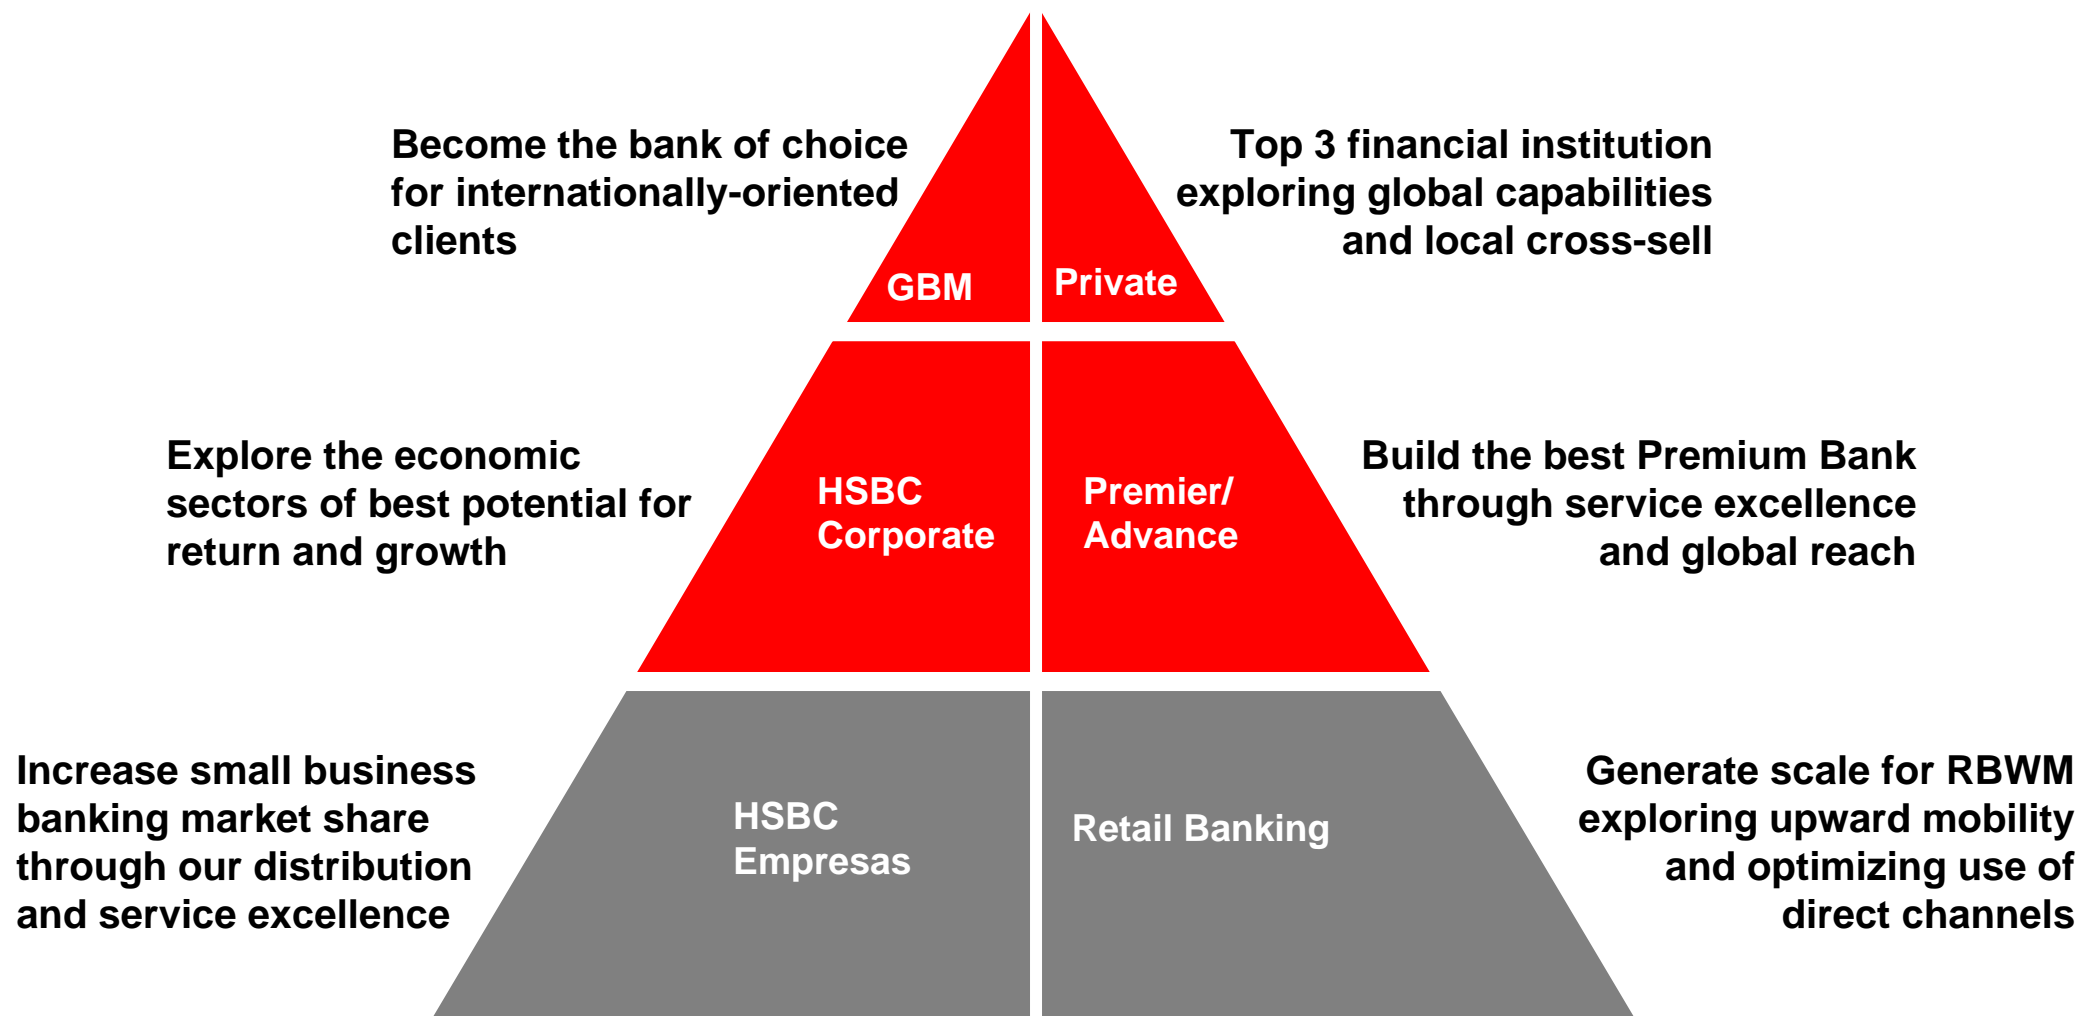 Become the bank of choice
for internationally-oriented
clients
GBM
Private
Top 3 financial institution
exploring global capabilities
and local cross-sell
Explore the economic
sectors of best potential for
return and growth
HSBC
Corporate
Premier/
Advance
Build the best Premium Bank
through service excellence
and global reach
Increase small business
banking market share
through our distribution
and service excellence
HSBC
Empresas
Retail Banking
Generate scale for RBWM
exploring upward mobility
and optimizing use of
direct channels